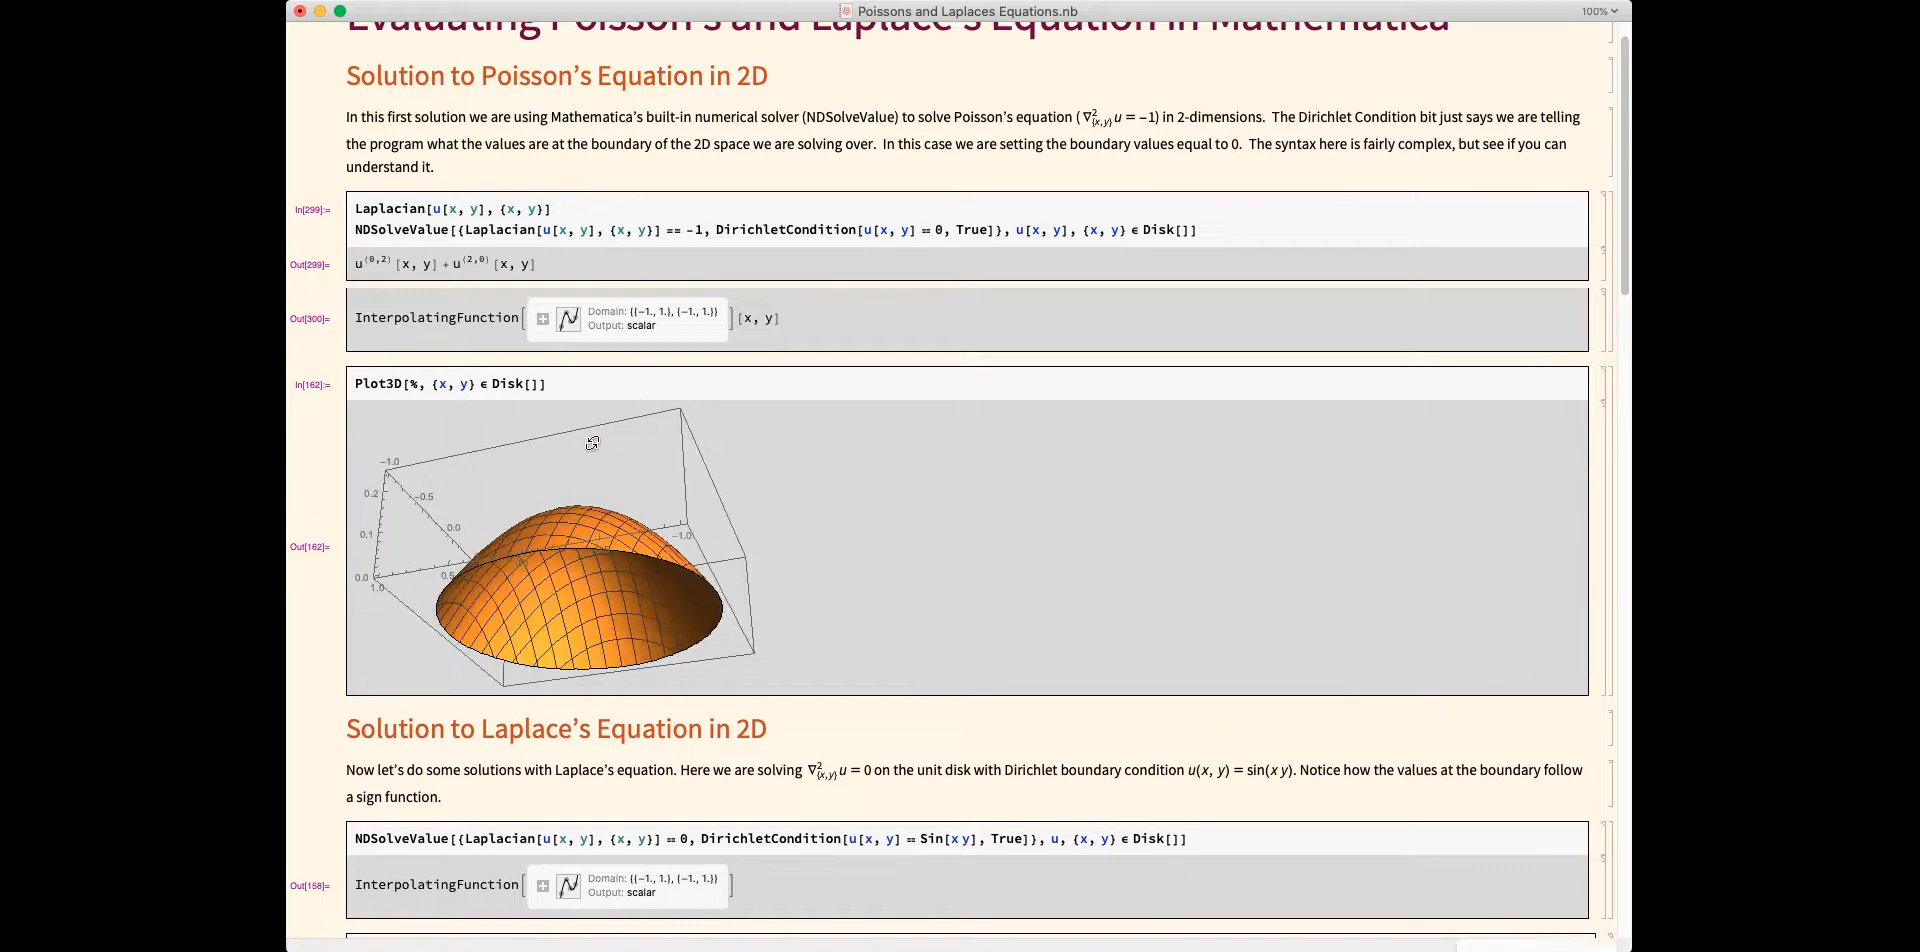 Poissons and Laplaces Equations.nb
100%
Evaluating Poisson's and Laplace's Equation in Mathematica
Solution to Poisson's Equation in 2D
In this first solution we are using Mathematica's built-in numerical solver (NDSolveValue) to solve Poisson's equation ( ∇²{x,y} u = −1) in 2-dimensions. The Dirichlet Condition bit just says we are telling
the program what the values are at the boundary of the 2D space we are solving over. In this case we are setting the boundary values equal to 0. The syntax here is fairly complex, but see if you can
understand it.
In[299]:=
Laplacian[u[x, y], {x, y}]
NDSolveValue[{Laplacian[u[x, y], {x, y}] == -1, DirichletCondition[u[x, y] == 0, True]}, u[x, y], {x, y} ∈ Disk[]]
Out[299]=
u^(0,2)[x, y] + u^(2,0)[x, y]
Out[300]=
InterpolatingFunction[ Domain: {{-1., 1.}, {-1., 1.}}
Output: scalar ] [x, y]
In[162]:=
Plot3D[%, {x, y} ∈ Disk[]]
Out[162]=
-1.0
0.2
-0.5
0.1
0.0
-1.0
0.0
0.5
1.0
Solution to Laplace's Equation in 2D
Now let's do some solutions with Laplace's equation. Here we are solving ∇²{x,y} u = 0 on the unit disk with Dirichlet boundary condition u(x, y) = sin(x y). Notice how the values at the boundary follow
a sign function.
NDSolveValue[{Laplacian[u[x, y], {x, y}] == 0, DirichletCondition[u[x, y] == Sin[x y], True]}, u, {x, y} ∈ Disk[]]
Out[158]=
InterpolatingFunction[ Domain: {{-1., 1.}, {-1., 1.}}
Output: scalar ]